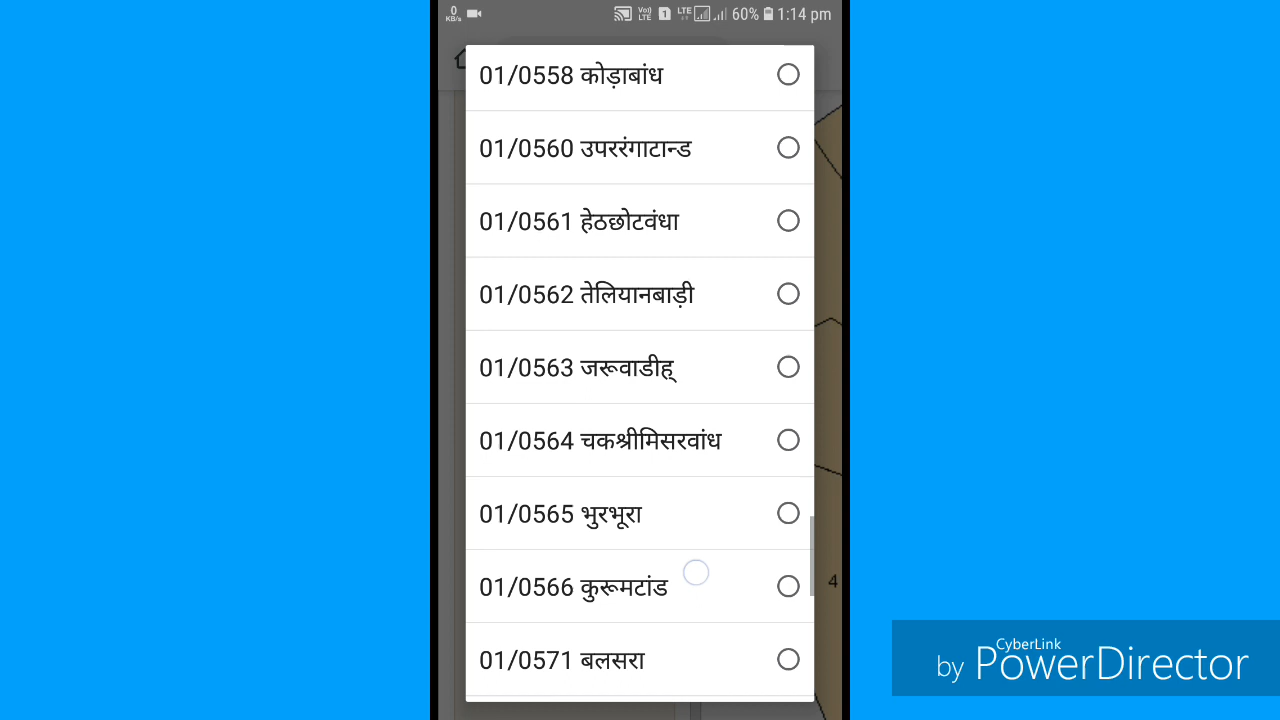 0
KB/s
Vo)
LTE
1
LTE
60%
1:14 pm
01/0558 कोड़ाबांध
01/0560 उपररंगाटान्ड
01/0561 हेठछोटवंधा
01/0562 तेलियानबाड़ी
01/0563 जरूवाडीह्
01/0564 चकश्रीमिसरवांध
01/0565 भुरभूरा
4
01/0566 कुरूमटांड
01/0571 बलसरा
CyberLink
by PowerDirector